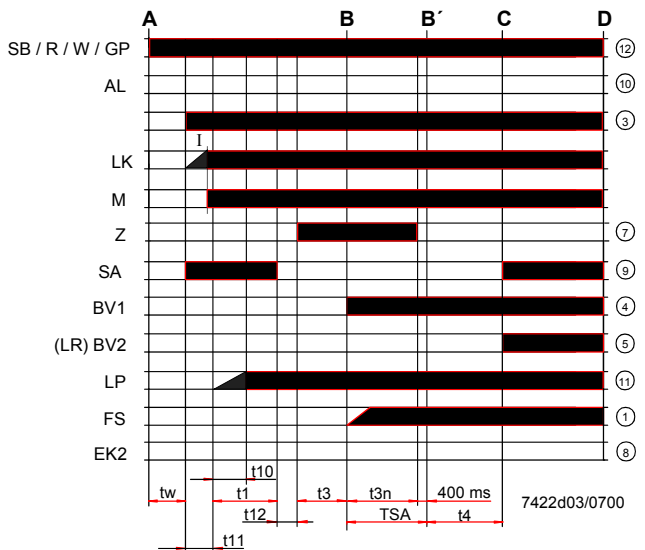 A B B´ C D
SB / R / W / GP 12
AL 10
3
I
LK
M
Z 7
SA 9
BV1 4
(LR) BV2 5
LP 11
FS 1
EK2 8
t10
tw t1 t3 t3n 400 ms 7422d03/0700
t12 TSA t4
t11